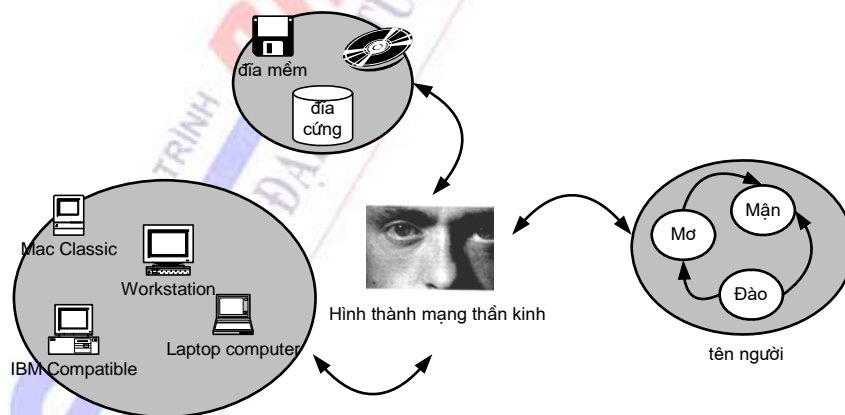 đĩa mềm
đĩa
cứng
TRÌNH
Mac Classic
Workstation
IBM Compatible
Laptop computer
Hình thành mạng thần kinh
Mơ
Mận
Đào
tên người